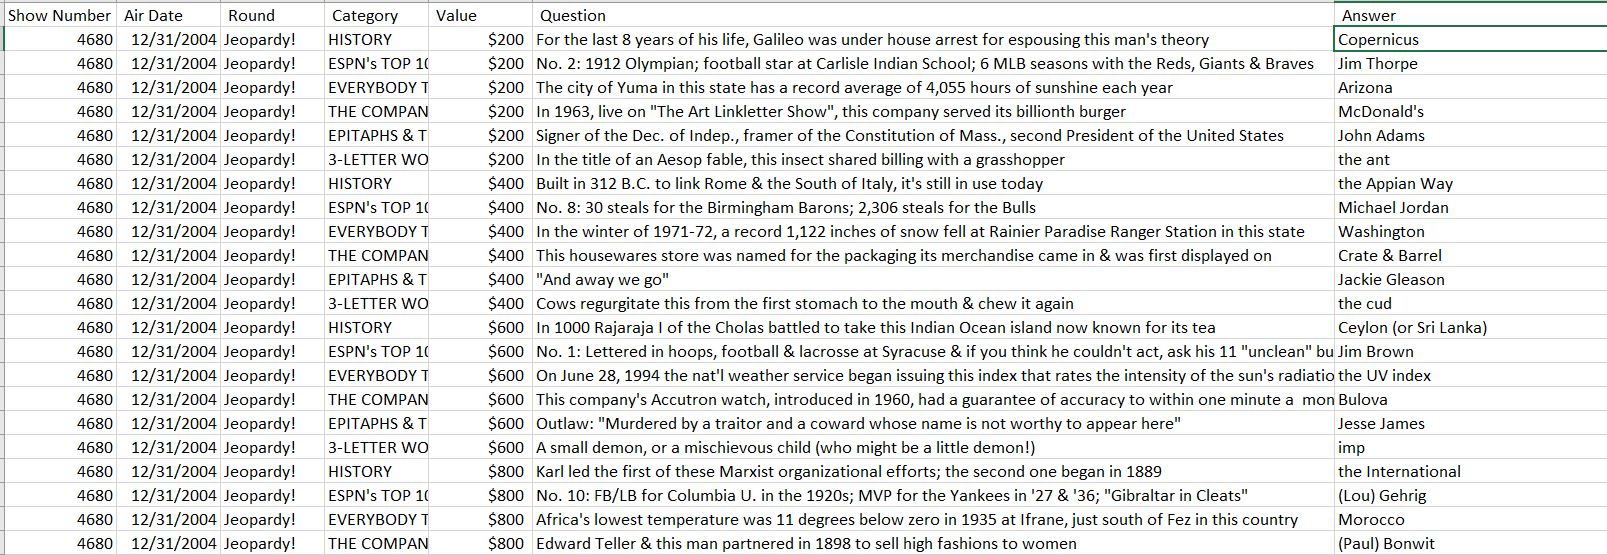 Show Number Air Date Round Category Value Question Answer
4680 12/31/2004 Jeopardy! HISTORY $200 For the last 8 years of his life, Galileo was under house arrest for espousing this man's theory Copernicus
4680 12/31/2004 Jeopardy! ESPN's TOP 10 $200 No. 2: 1912 Olympian; football star at Carlisle Indian School; 6 MLB seasons with the Reds, Giants & Braves Jim Thorpe
4680 12/31/2004 Jeopardy! EVERYBODY T $200 The city of Yuma in this state has a record average of 4,055 hours of sunshine each year Arizona
4680 12/31/2004 Jeopardy! THE COMPAN $200 In 1963, live on "The Art Linkletter Show", this company served its billionth burger McDonald's
4680 12/31/2004 Jeopardy! EPITAPHS & T $200 Signer of the Dec. of Indep., framer of the Constitution of Mass., second President of the United States John Adams
4680 12/31/2004 Jeopardy! 3-LETTER WO $200 In the title of an Aesop fable, this insect shared billing with a grasshopper the ant
4680 12/31/2004 Jeopardy! HISTORY $400 Built in 312 B.C. to link Rome & the South of Italy, it's still in use today the Appian Way
4680 12/31/2004 Jeopardy! ESPN's TOP 10 $400 No. 8: 30 steals for the Birmingham Barons; 2,306 steals for the Bulls Michael Jordan
4680 12/31/2004 Jeopardy! EVERYBODY T $400 In the winter of 1971-72, a record 1,122 inches of snow fell at Rainier Paradise Ranger Station in this state Washington
4680 12/31/2004 Jeopardy! THE COMPAN $400 This housewares store was named for the packaging its merchandise came in & was first displayed on Crate & Barrel
4680 12/31/2004 Jeopardy! EPITAPHS & T $400 "And away we go" Jackie Gleason
4680 12/31/2004 Jeopardy! 3-LETTER WO $400 Cows regurgitate this from the first stomach to the mouth & chew it again the cud
4680 12/31/2004 Jeopardy! HISTORY $600 In 1000 Rajaraja I of the Cholas battled to take this Indian Ocean island now known for its tea Ceylon (or Sri Lanka)
4680 12/31/2004 Jeopardy! ESPN's TOP 10 $600 No. 1: Lettered in hoops, football & lacrosse at Syracuse & if you think he couldn't act, ask his 11 "unclean" bu Jim Brown
4680 12/31/2004 Jeopardy! EVERYBODY T $600 On June 28, 1994 the nat'l weather service began issuing this index that rates the intensity of the sun's radiatio the UV index
4680 12/31/2004 Jeopardy! THE COMPAN $600 This company's Accutron watch, introduced in 1960, had a guarantee of accuracy to within one minute a  mon Bulova
4680 12/31/2004 Jeopardy! EPITAPHS & T $600 Outlaw: "Murdered by a traitor and a coward whose name is not worthy to appear here" Jesse James
4680 12/31/2004 Jeopardy! 3-LETTER WO $600 A small demon, or a mischievous child (who might be a little demon!) imp
4680 12/31/2004 Jeopardy! HISTORY $800 Karl led the first of these Marxist organizational efforts; the second one began in 1889 the International
4680 12/31/2004 Jeopardy! ESPN's TOP 10 $800 No. 10: FB/LB for Columbia U. in the 1920s; MVP for the Yankees in '27 & '36; "Gibraltar in Cleats" (Lou) Gehrig
4680 12/31/2004 Jeopardy! EVERYBODY T $800 Africa's lowest temperature was 11 degrees below zero in 1935 at Ifrane, just south of Fez in this country Morocco
4680 12/31/2004 Jeopardy! THE COMPAN $800 Edward Teller & this man partnered in 1898 to sell high fashions to women (Paul) Bonwit